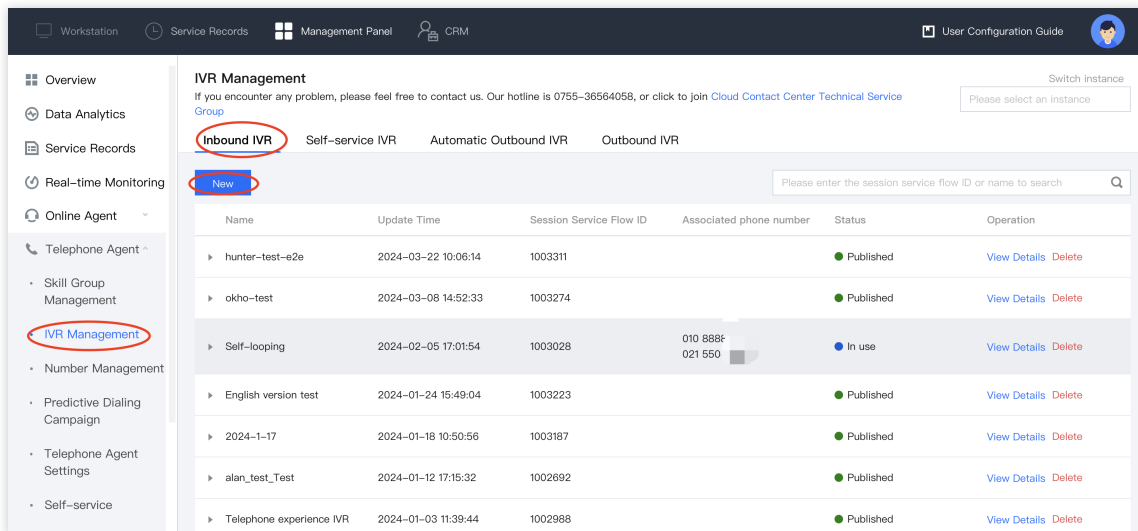 Workstation
Service Records
Management Panel
CRM
User Configuration Guide
Overview
Data Analytics
Service Records
Real-time Monitoring
Online Agent
Telephone Agent
Skill Group
Management
IVR Management
Number Management
Predictive Dialing
Campaign
Telephone Agent
Settings
Self-service
IVR Management
Switch instance
If you encounter any problem, please feel free to contact us. Our hotline is 0755-36564058, or click to join Cloud Contact Center Technical Service
Group
Please select an instance
Inbound IVR
Self-service IVR
Automatic Outbound IVR
Outbound IVR
New
Please enter the session service flow ID or name to search
Name Update Time Session Service Flow ID Associated phone number Status Operation
hunter-test-e2e 2024-03-22 10:06:14 1003311 Published View Details Delete
okho-test 2024-03-08 14:52:33 1003274 Published View Details Delete
010 8888
Self-looping 2024-02-05 17:01:54 1003028 In use View Details Delete
021 550
English version test 2024-01-24 15:49:04 1003223 Published View Details Delete
2024-1-17 2024-01-18 10:50:56 1003187 Published View Details Delete
alan_test_Test 2024-01-12 17:15:32 1002692 Published View Details Delete
Telephone experience IVR 2024-01-03 11:39:44 1002988 Published View Details Delete